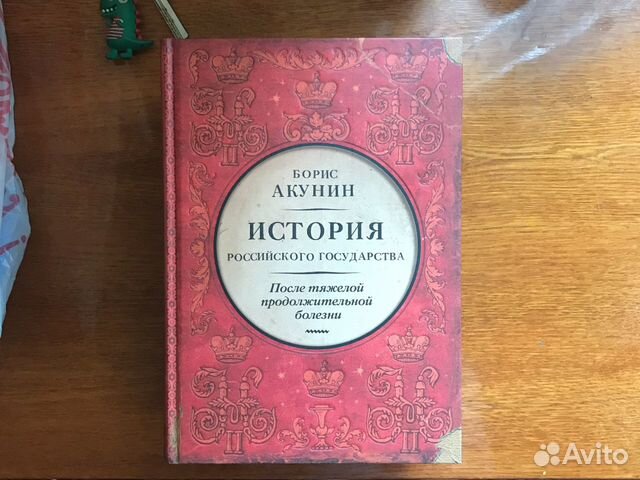 БОРИС
АКУНИН
ИСТОРИЯ
РОССИЙСКОГО ГОСУДАРСТВА
После тяжелой
продолжительной
болезни
Avito